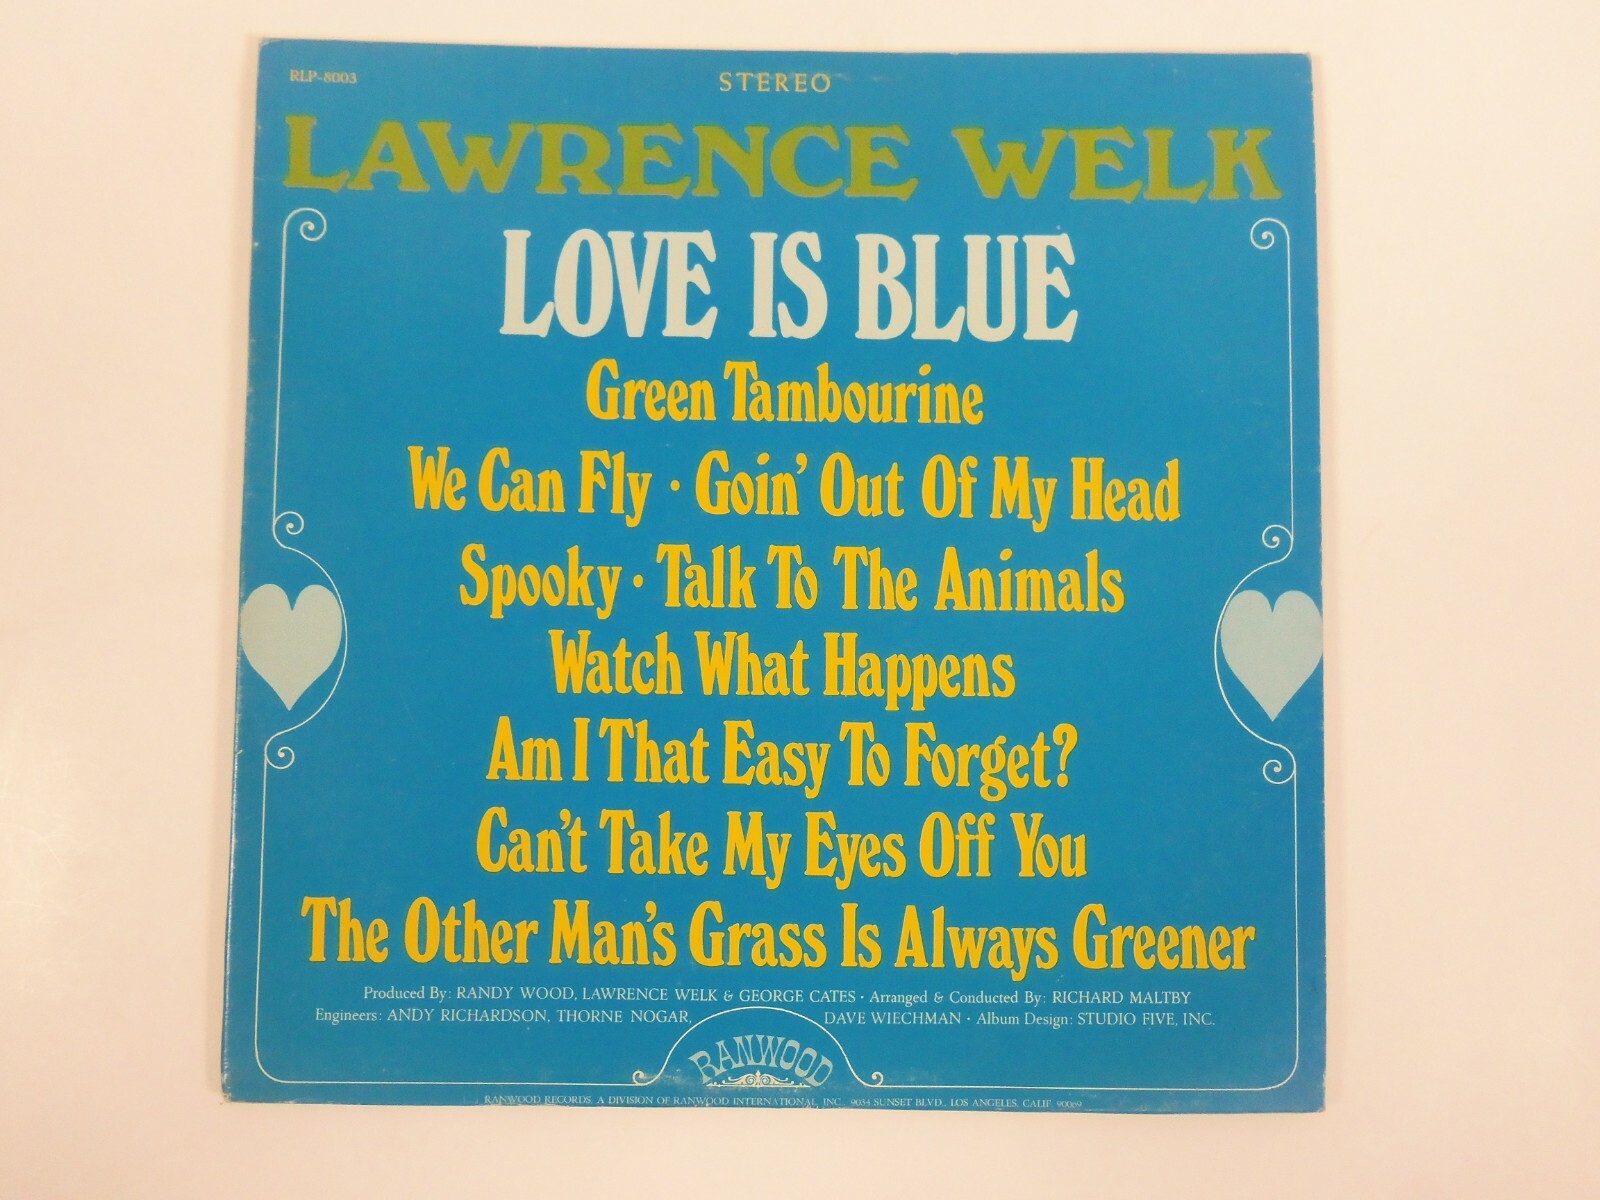 RLP-8003
STEREO
LAWRENCE WELK
LOVE IS BLUE
Green Tambourine
We Can Fly · Goin' Out Of My Head
Spooky · Talk To The Animals
Watch What Happens
Am I That Easy To Forget?
Can't Take My Eyes Off You
The Other Man's Grass Is Always Greener
Produced By: RANDY WOOD, LAWRENCE WELK & GEORGE CATES · Arranged & Conducted By: RICHARD MALTBY
Engineers: ANDY RICHARDSON, THORNE NOGAR, DAVE WIECHMAN · Album Design: STUDIO FIVE, INC.
RANWOOD
RANWOOD RECORDS, A DIVISION OF RANWOOD INTERNATIONAL, INC., 9034 SUNSET BLVD., LOS ANGELES, CALIF. 90069